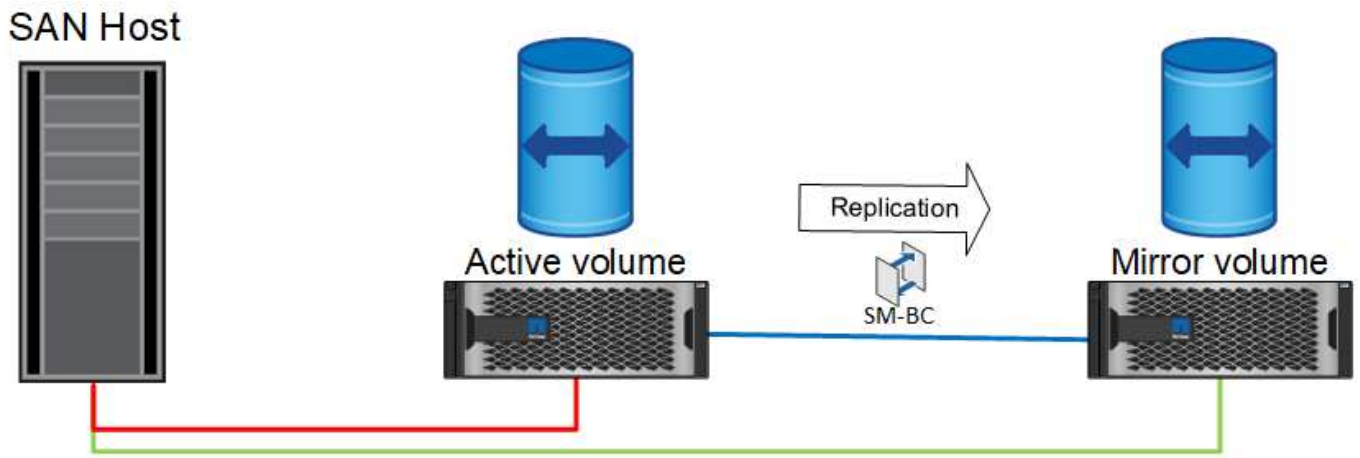 SAN Host
Replication
Active volume
Mirror volume
SM-BC